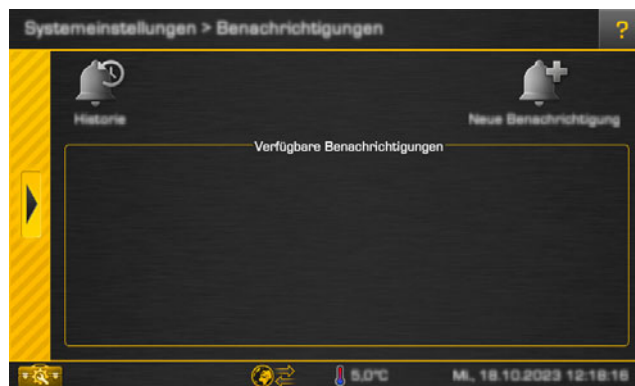 Systemeinstellungen > Benachrichtigungen
?
Historie
Neue Benachrichtigung
Verfügbare Benachrichtigungen
5,0°C
Mi., 18.10.2023 12:18:16